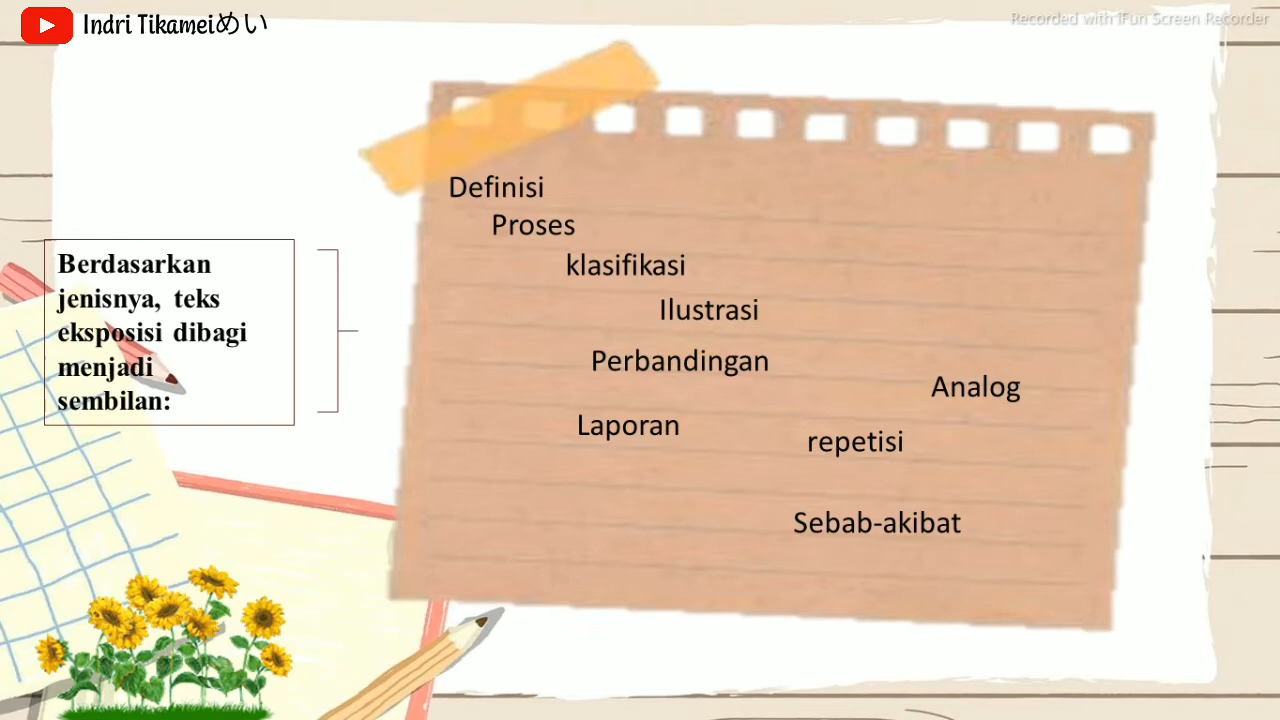 Indri Tikameiめい
Recorded with iFun Screen Recorder
Berdasarkan
jenisnya, teks
eksposisi dibagi
menjadi
sembilan:
Definisi
Proses
klasifikasi
Ilustrasi
Perbandingan
Analog
Laporan
repetisi
Sebab-akibat